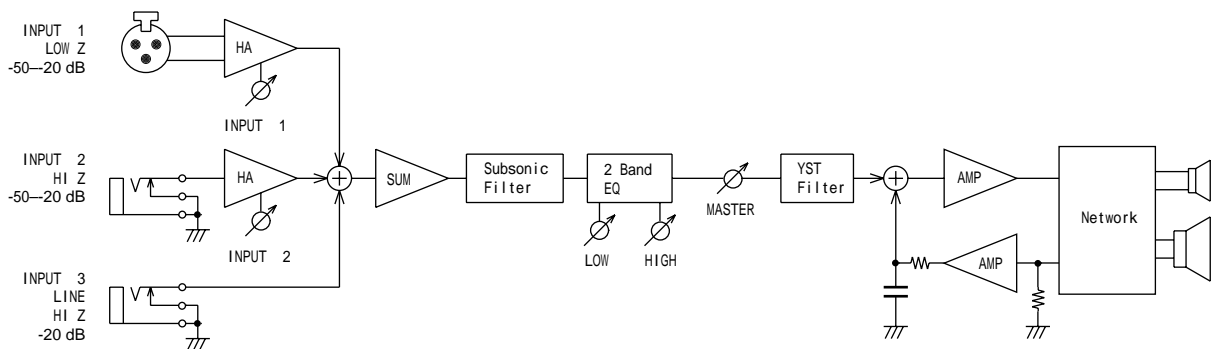 INPUT 1
LOW Z
-50–-20 dB
HA
INPUT 1
INPUT 2
HI Z
-50–-20 dB
HA
INPUT 2
INPUT 3
LINE
HI Z
-20 dB
SUM
Subsonic
Filter
2 Band
EQ
LOW
HIGH
MASTER
YST
Filter
AMP
AMP
Network